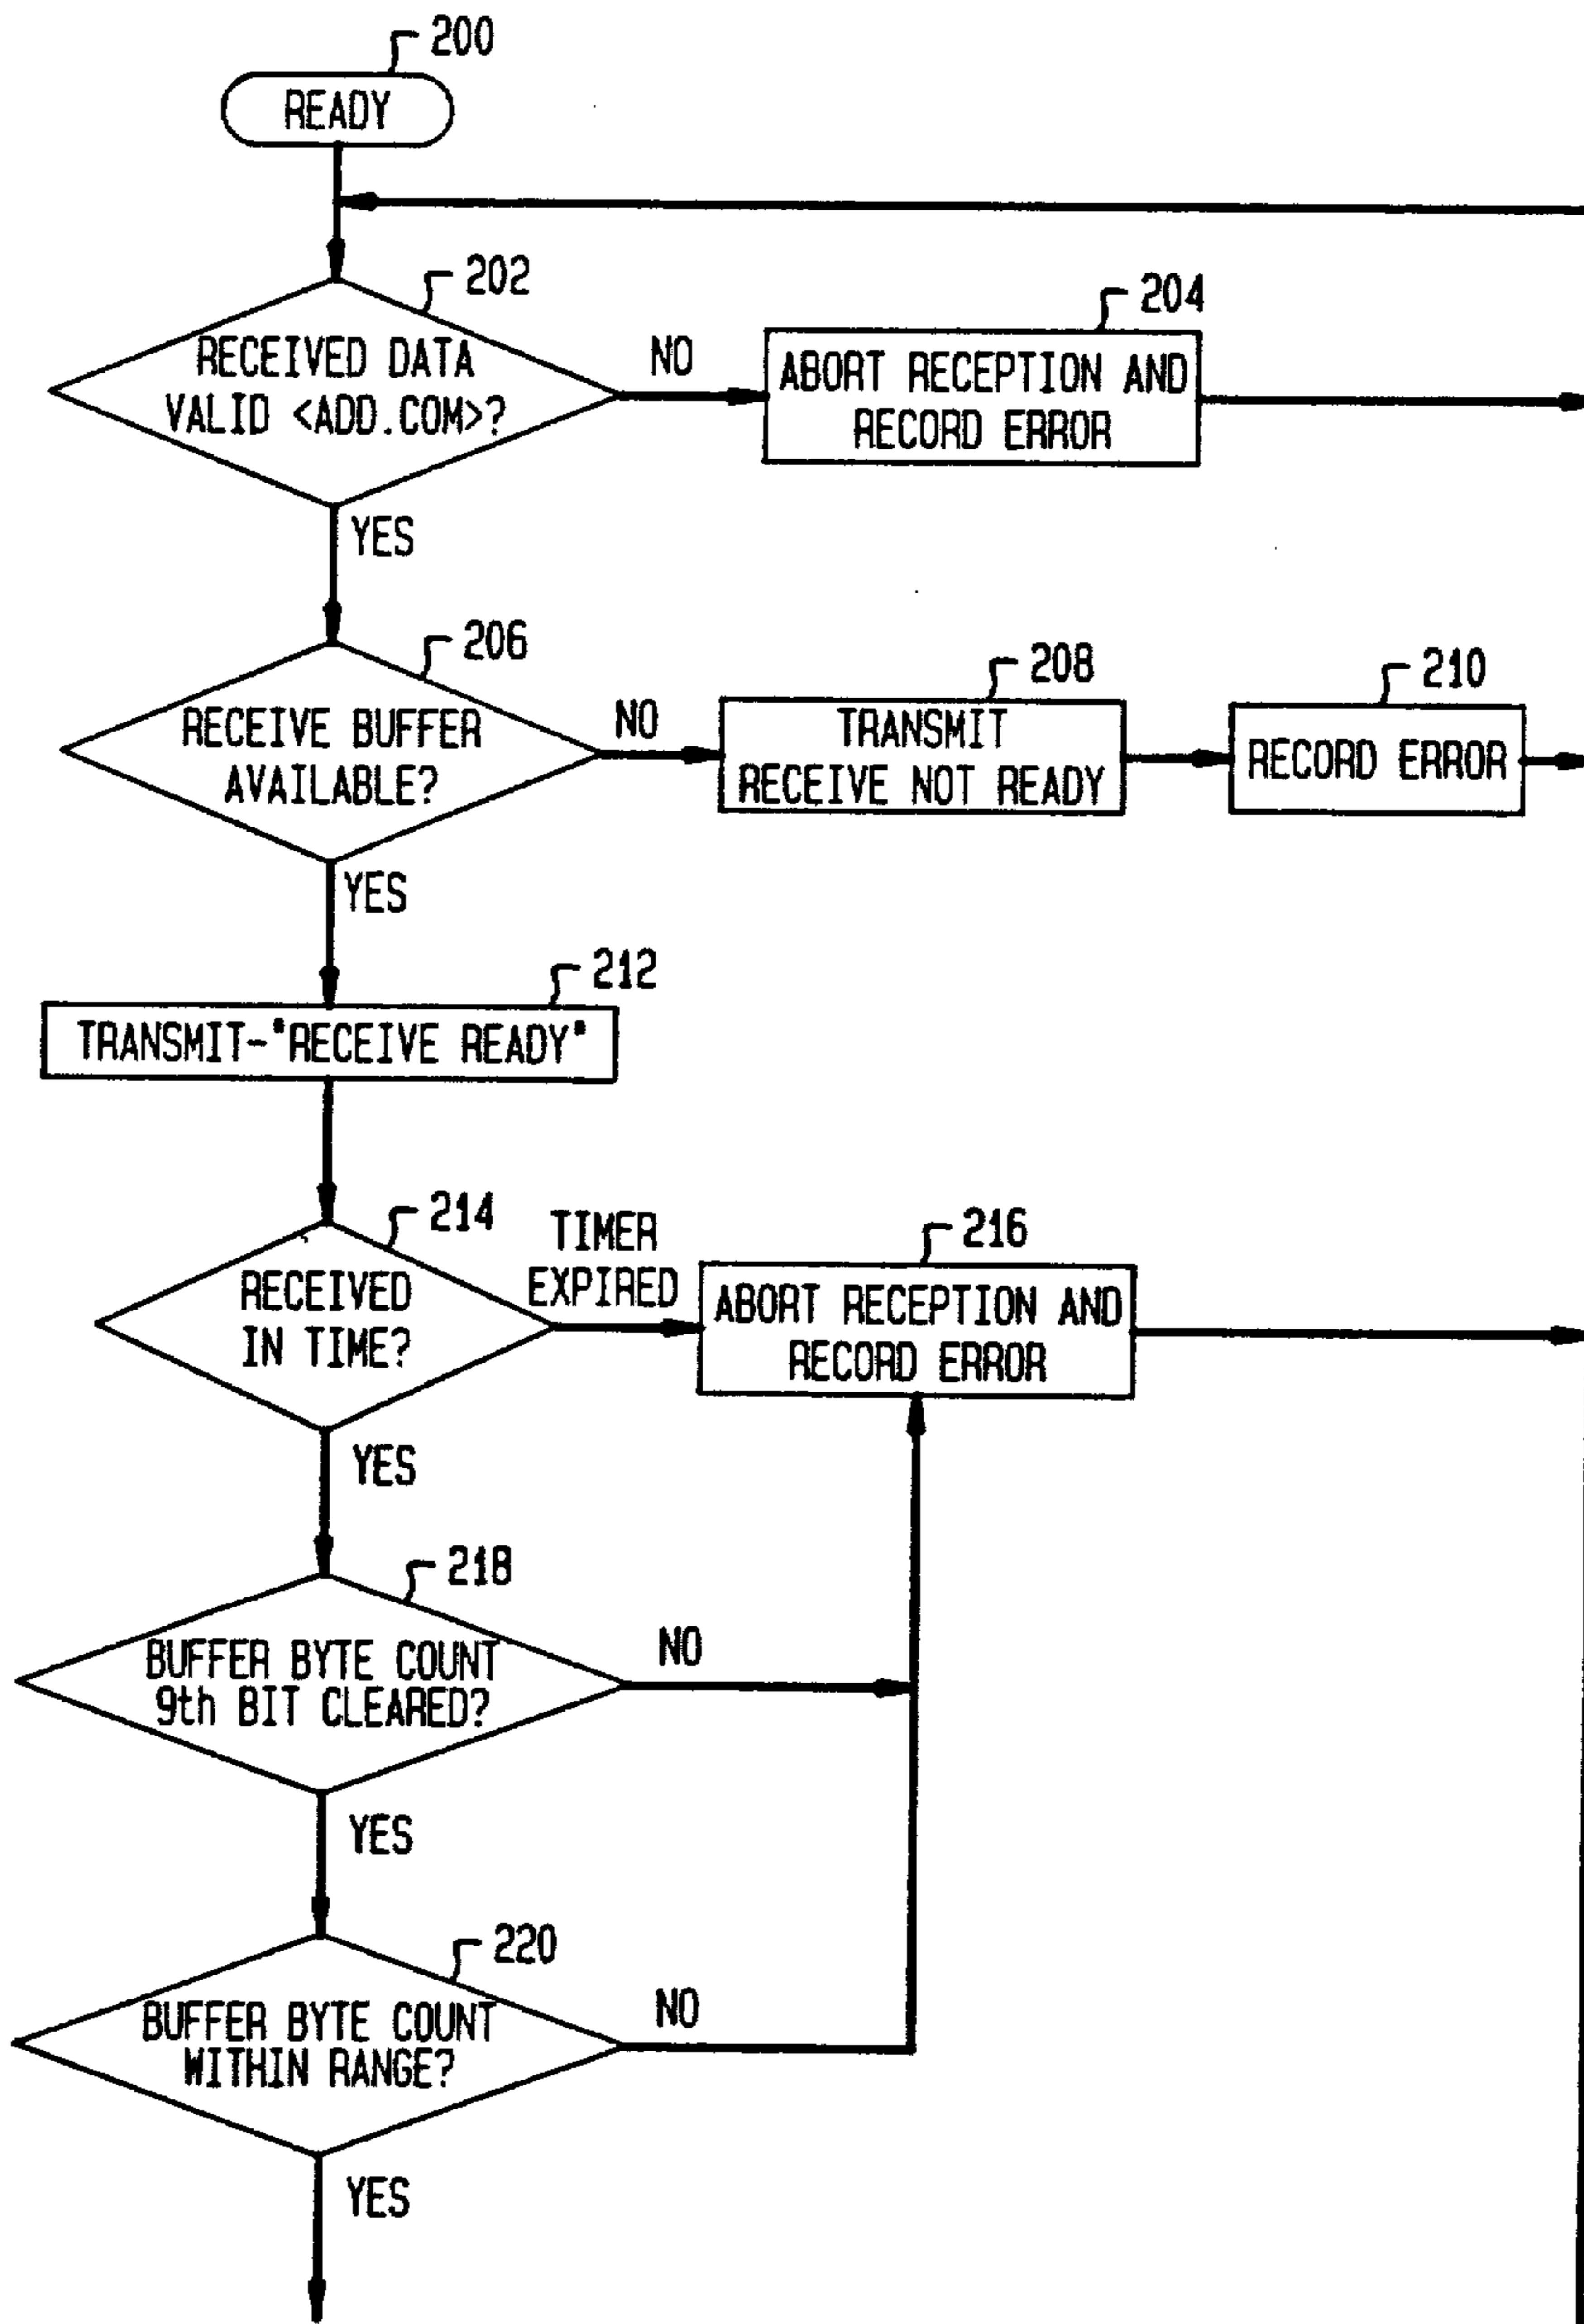 200
READY
202
RECEIVED DATA
VALID <ADD.COM>?
NO
204
ABORT RECEPTION AND
RECORD ERROR
YES
206
RECEIVE BUFFER
AVAILABLE?
NO
208
TRANSMIT
RECEIVE NOT READY
210
RECORD ERROR
YES
212
TRANSMIT-"RECEIVE READY"
214
RECEIVED
IN TIME?
TIMER
EXPIRED
216
ABORT RECEPTION AND
RECORD ERROR
YES
218
BUFFER BYTE COUNT
9th BIT CLEARED?
NO
YES
220
BUFFER BYTE COUNT
WITHIN RANGE?
NO
YES